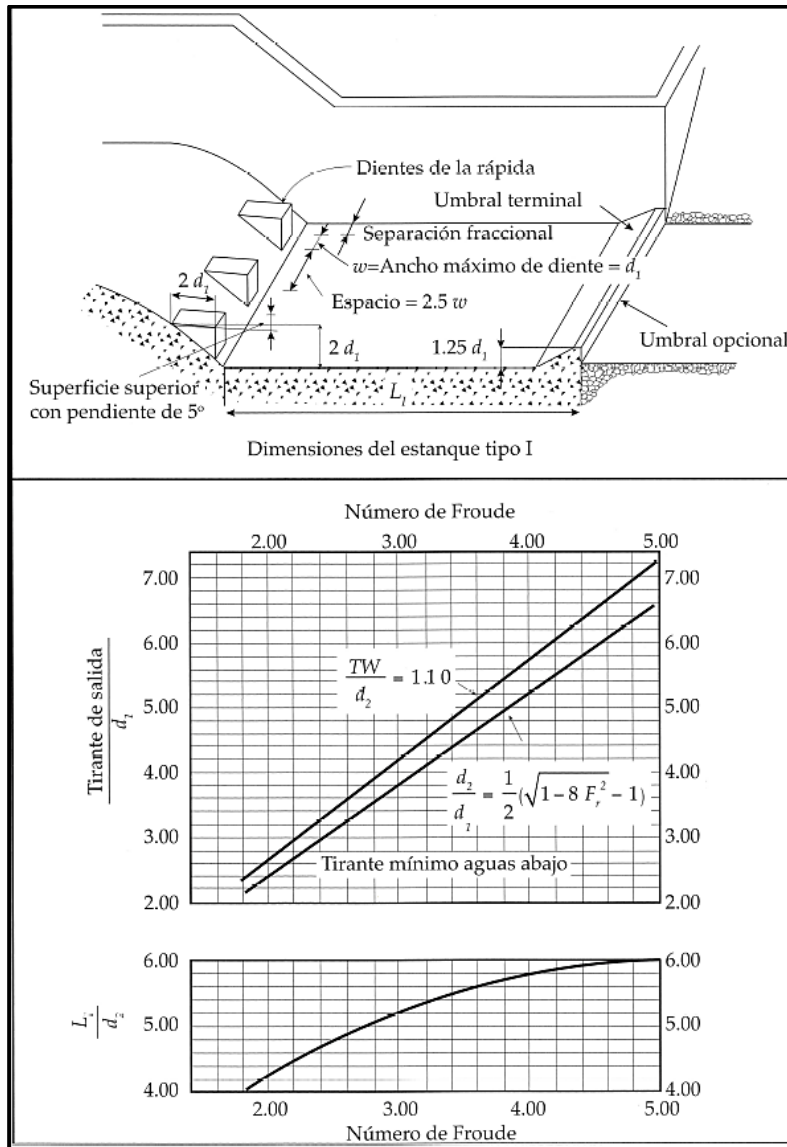 Dientes de la rápida
Umbral terminal
Separación fraccional
w=Ancho máximo de diente = d₁
2 d₁
Espacio = 2.5 w
Umbral opcional
2 d₁
1.25 d₁
Superficie superior
con pendiente de 5º
L₁
Dimensiones del estanque tipo I
Número de Froude
2.00 3.00 4.00 5.00
7.00 7.00
6.00 6.00
TW/d₂ = 1.10
5.00 5.00
Tirante de salida
d₁
4.00 4.00
d₂/d₁ = 1/2(√1-8 Fᵣ² - 1)
3.00 3.00
Tirante mínimo aguas abajo
2.00 2.00
6.00 6.00
5.00 5.00
d₂
4.00 4.00
2.00 3.00 4.00 5.00
Número de Froude